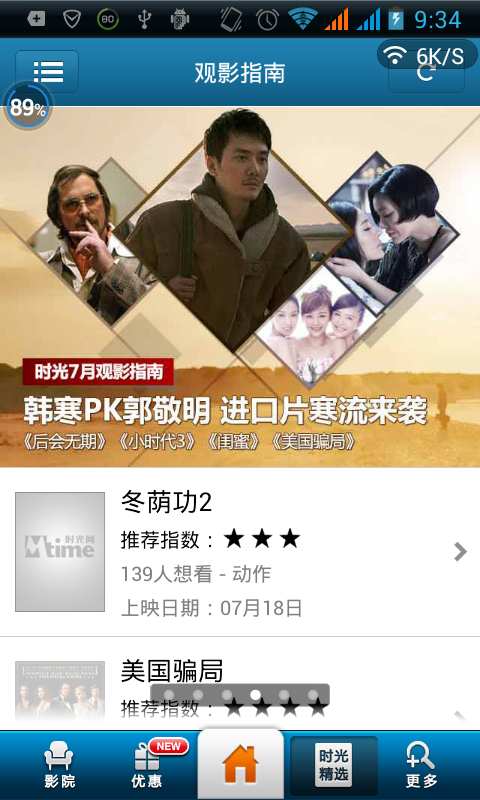 80
9:34
观影指南
6K/S
89%
时光7月观影指南
韩寒PK郭敬明 进口片寒流来袭
《后会无期》《小时代3》《闺蜜》《美国骗局》
时光网
Mtime
冬荫功2
推荐指数：★★★
139人想看 - 动作
上映日期：07月18日
美国骗局
推荐指数：★★★★
影院
优惠
NEW
时光
精选
更多